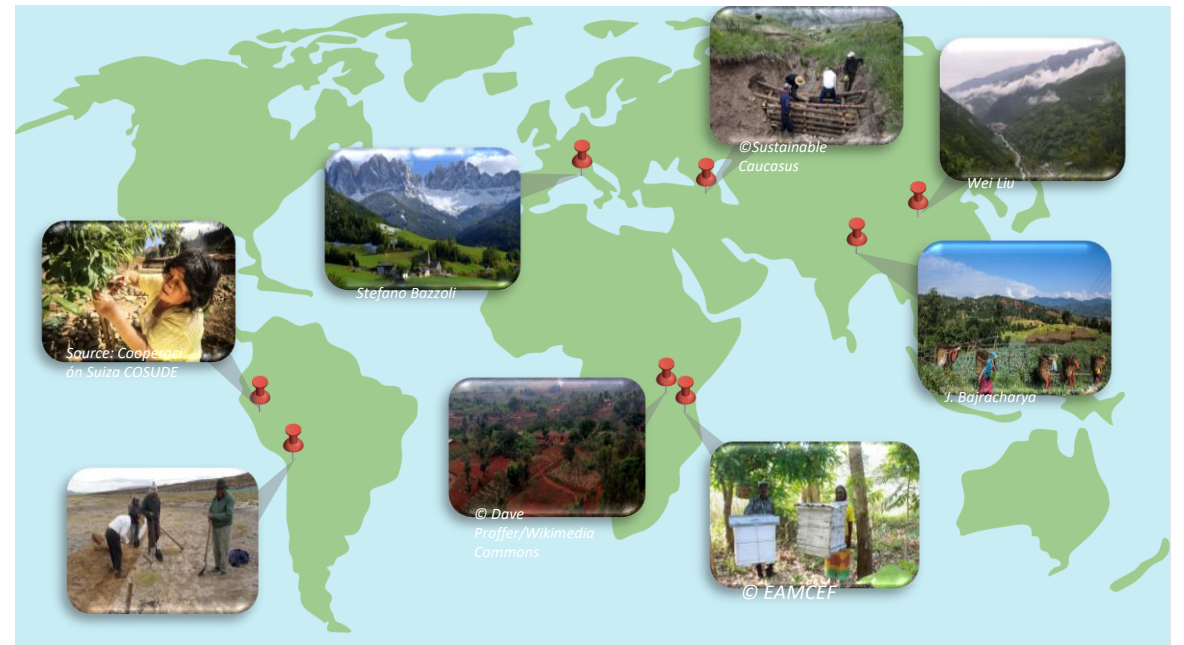 ©Sustainable
Caucasus
Wei Liu
Stefano Bazzoli
Source: Cooperaci
ón Suiza COSUDE
J. Bajracharya
© Dave
Proffer/Wikimedia
Commons
© EAMCEF